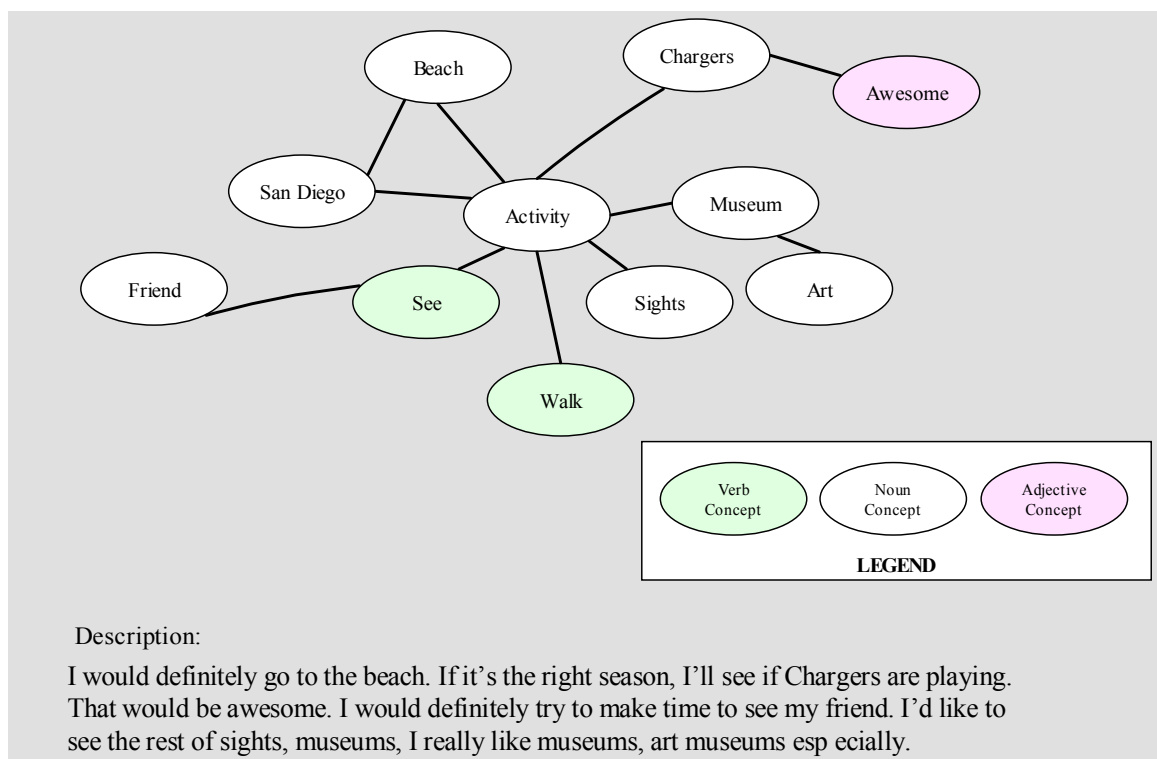 Beach
Chargers
Awesome
San Diego
Activity
Museum
Friend
See
Sights
Art
Walk
Verb
Concept
Noun
Concept
Adjective
Concept
LEGEND
Description:
I would definitely go to the beach. If it’s the right season, I’ll see if Chargers are playing.
That would be awesome. I would definitely try to make time to see my friend. I’d like to
see the rest of sights, museums, I really like museums, art museums esp ecially.